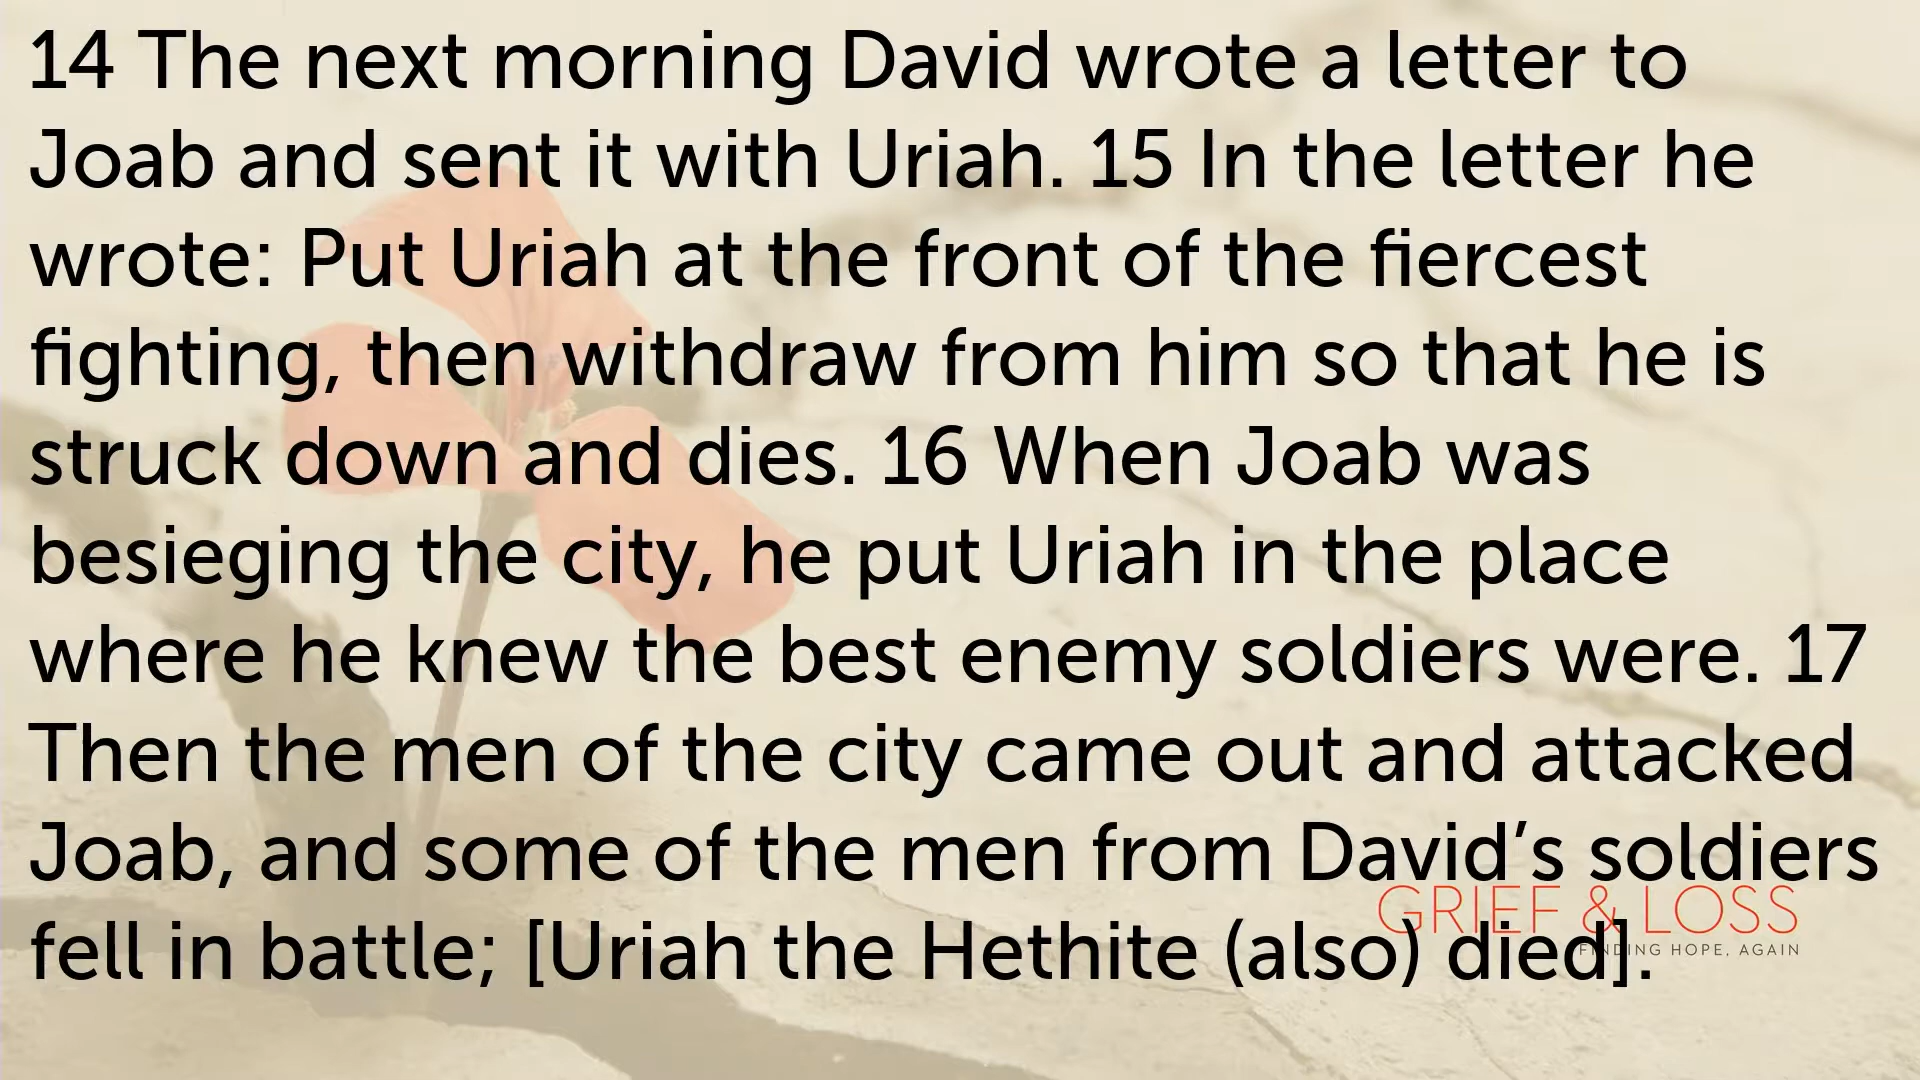 14 The next morning David wrote a letter to
Joab and sent it with Uriah. 15 In the letter he
wrote: Put Uriah at the front of the fiercest
fighting, then withdraw from him so that he is
struck down and dies. 16 When Joab was
besieging the city, he put Uriah in the place
where he knew the best enemy soldiers were. 17
Then the men of the city came out and attacked
Joab, and some of the men from David’s soldiers
fell in battle; [Uriah the Hethite (also) died].
GRIEF & LOSS
FINDING HOPE, AGAIN